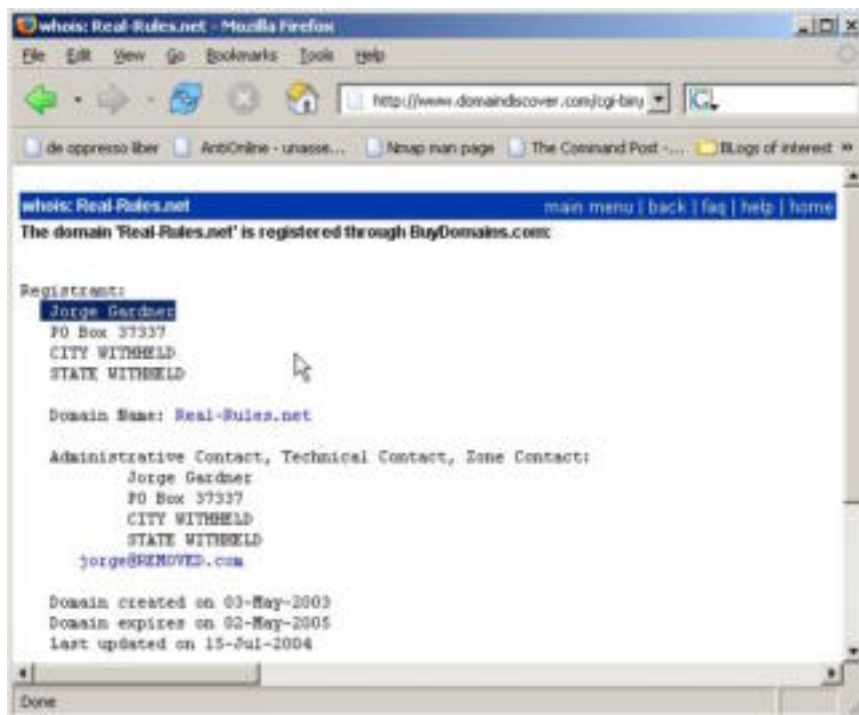 whois: Real-Rules.net - Mozilla Firefox
File Edit View Go Bookmarks Tools Help
http://www.domaindiscover.com/cgi-bin/
G
de oppresso liber AntiOnline - unasse... Nmap man page The Command Post -... BLogs of interest »
whois: Real-Rules.net main menu | back | faq | help | home
The domain 'Real-Rules.net' is registered through BuyDomains.com:
Registrant:
Jorge Gardner
PO Box 37337
CITY WITHHELD
STATE WITHHELD
Domain Name: Real-Rules.net
Administrative Contact, Technical Contact, Zone Contact:
Jorge Gardner
PO Box 37337
CITY WITHHELD
STATE WITHHELD
jorge@REMOVED.com
Domain created on 03-May-2003
Domain expires on 02-May-2005
Last updated on 15-Jul-2004
Done